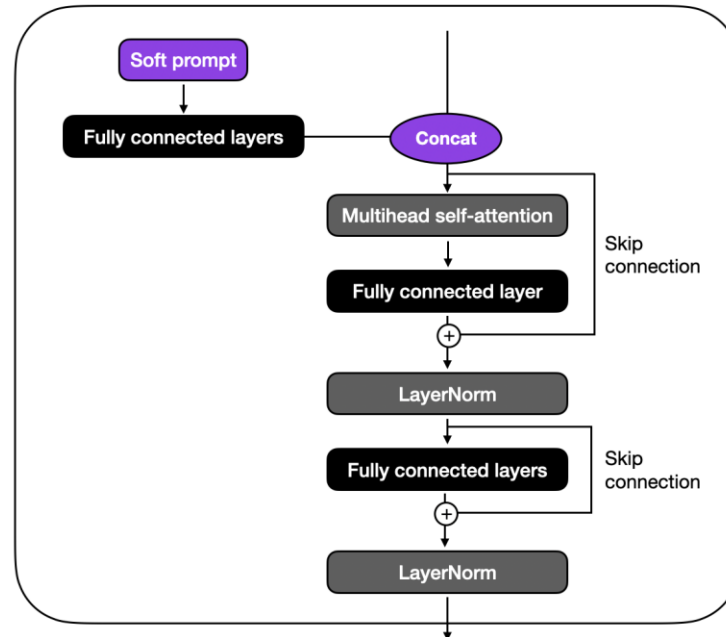 Soft prompt
Fully connected layers
Concat
Multihead self-attention
Skip
connection
Fully connected layer
+
LayerNorm
Fully connected layers
Skip
connection
+
LayerNorm